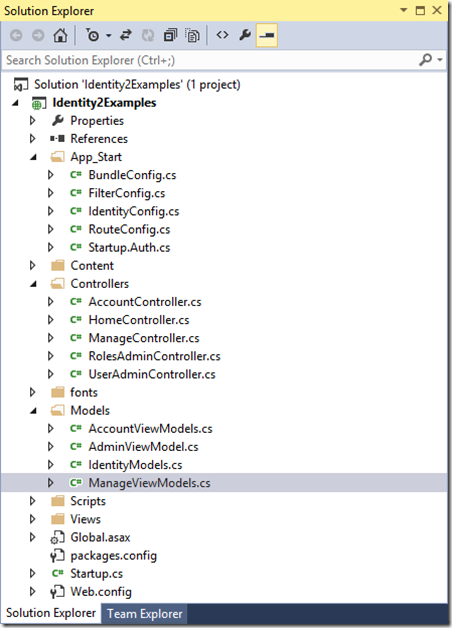 Solution Explorer
Search Solution Explorer (Ctrl+;)
Solution 'Identity2Examples' (1 project)
Identity2Examples
Properties
References
App_Start
C# BundleConfig.cs
C# FilterConfig.cs
C# IdentityConfig.cs
C# RouteConfig.cs
C# Startup.Auth.cs
Content
Controllers
C# AccountController.cs
C# HomeController.cs
C# ManageController.cs
C# RolesAdminController.cs
C# UserAdminController.cs
fonts
Models
C# AccountViewModels.cs
C# AdminViewModel.cs
C# IdentityModels.cs
C# ManageViewModels.cs
Scripts
Views
Global.asax
packages.config
C# Startup.cs
Web.config
Solution Explorer Team Explorer